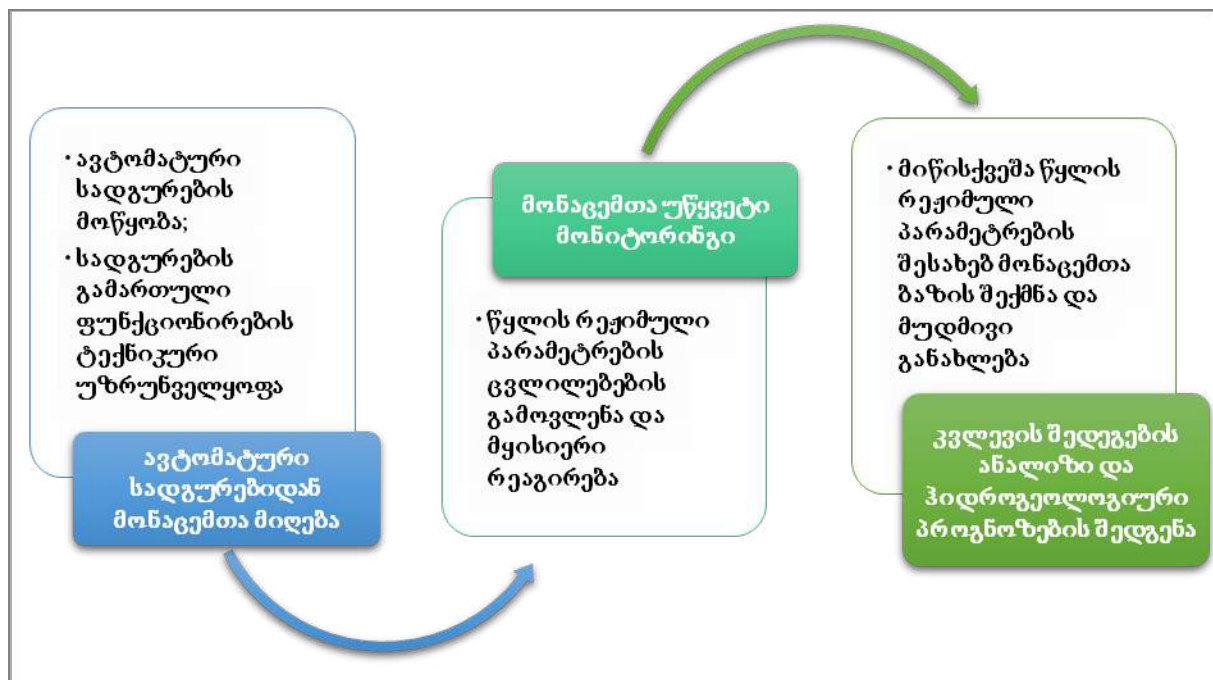 · ავტომატური
სადგურების
მოწყობა;
· სადგურების
გამართული
ფუნქციონირების
ტექნიკური
უზრუნველყოფა
ავტომატური
სადგურებიდან
მონაცემთა მიღება
მონაცემთა უწყვეტი
მონიტორინგი
· წყლის რეჟიმული
პარამეტრების
ცვლილებების
გამოვლენა და
მყისიერი
რეაგირება
· მიწისქვეშა წყლის
რეჟიმული
პარამეტრების
შესახებ მონაცემთა
ბაზის შექმნა და
მუდმივი
განახლება
კვლევის შედეგების
ანალიზი და
ჰიდროგეოლოგიური
პროგნოზების შედგენა